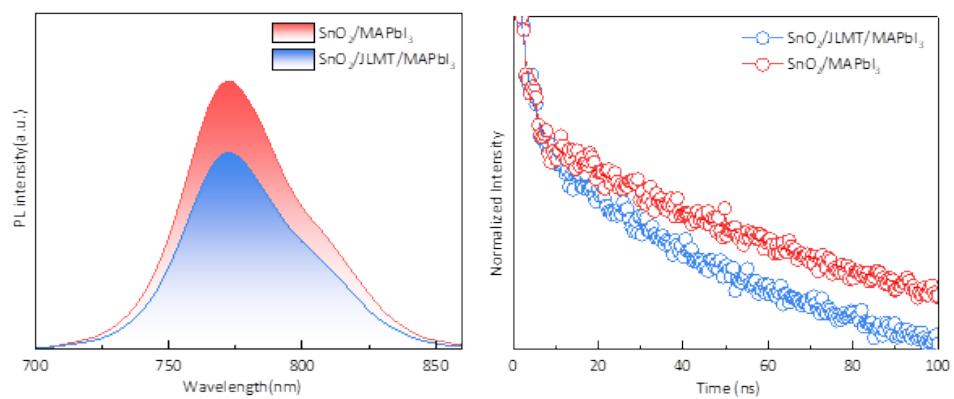 SnO₂/MAPbI₃
SnO₂/JLMT/MAPbI₃
PL intensity(a.u.)
700 750 800 850
Wavelength(nm)
SnO₂/JLMT/MAPbI₃
SnO₂/MAPbI₃
Normalized Intensity
0 20 40 60 80 100
Time (ns)